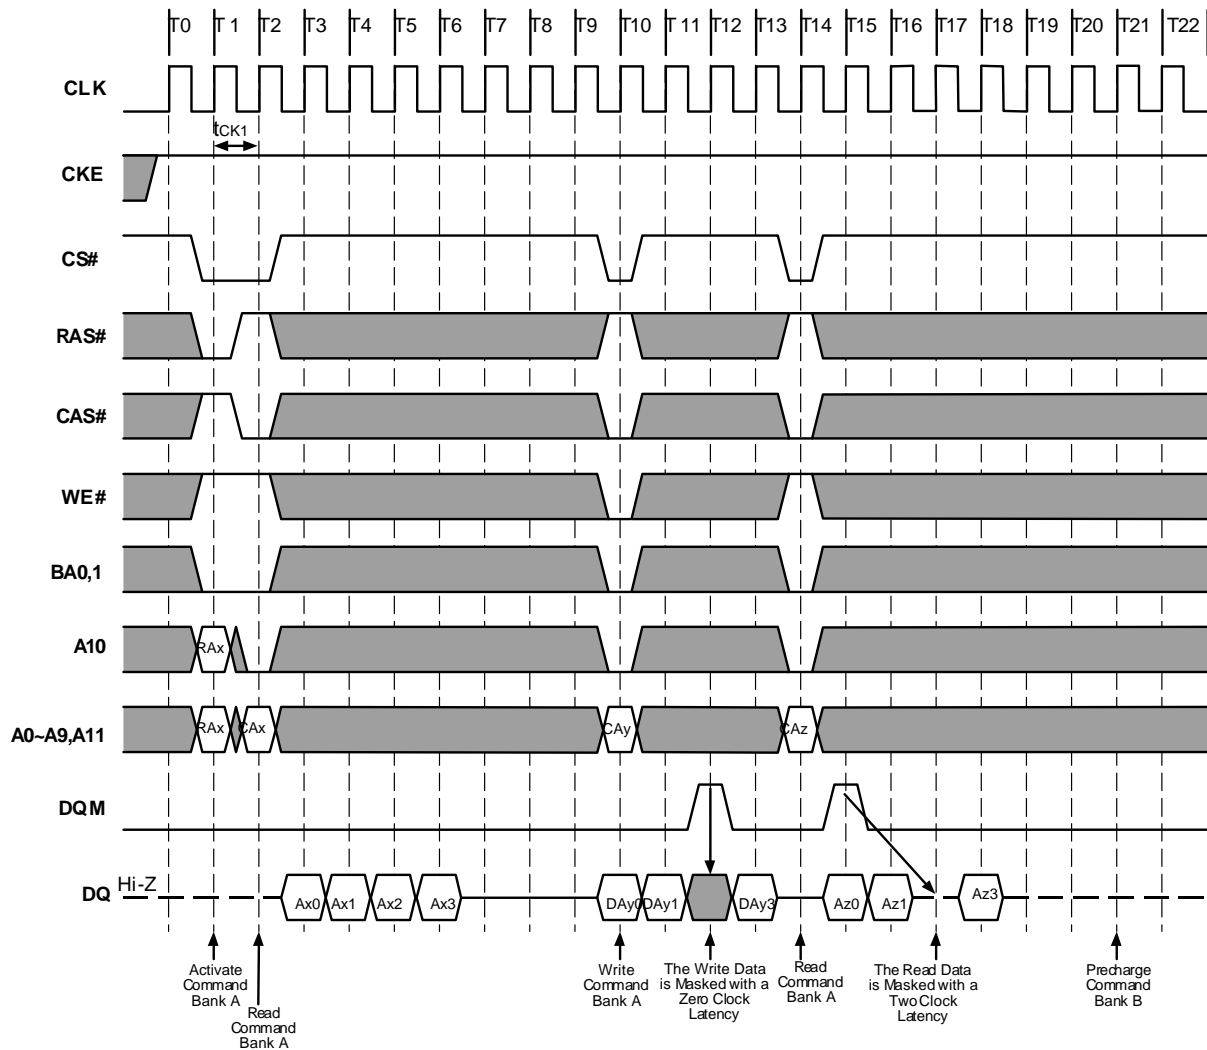 T0 T 1 T2 T3 T4 T5 T6 T7 T8 T9 T10 T 11 T12 T13 T14 T15 T16 T17 T18 T19 T20 T21 T22
CLK
tCK1
CKE
CS#
RAS#
CAS#
WE#
BA0,1
A10 RAx
A0~A9,A11 RAx CAx CAy CAz
DQM
DQ Hi-Z Ax0 Ax1 Ax2 Ax3 DAy0 DAy1 DAy3 Az0 Az1 Az3
Activate
Command
Bank A
Read
Command
Bank A
Write
Command
Bank A
The Write Data
is Masked with a
Zero Clock
Latency
Read
Command
Bank A
The Read Data
is Masked with a
Two Clock
Latency
Precharge
Command
Bank B